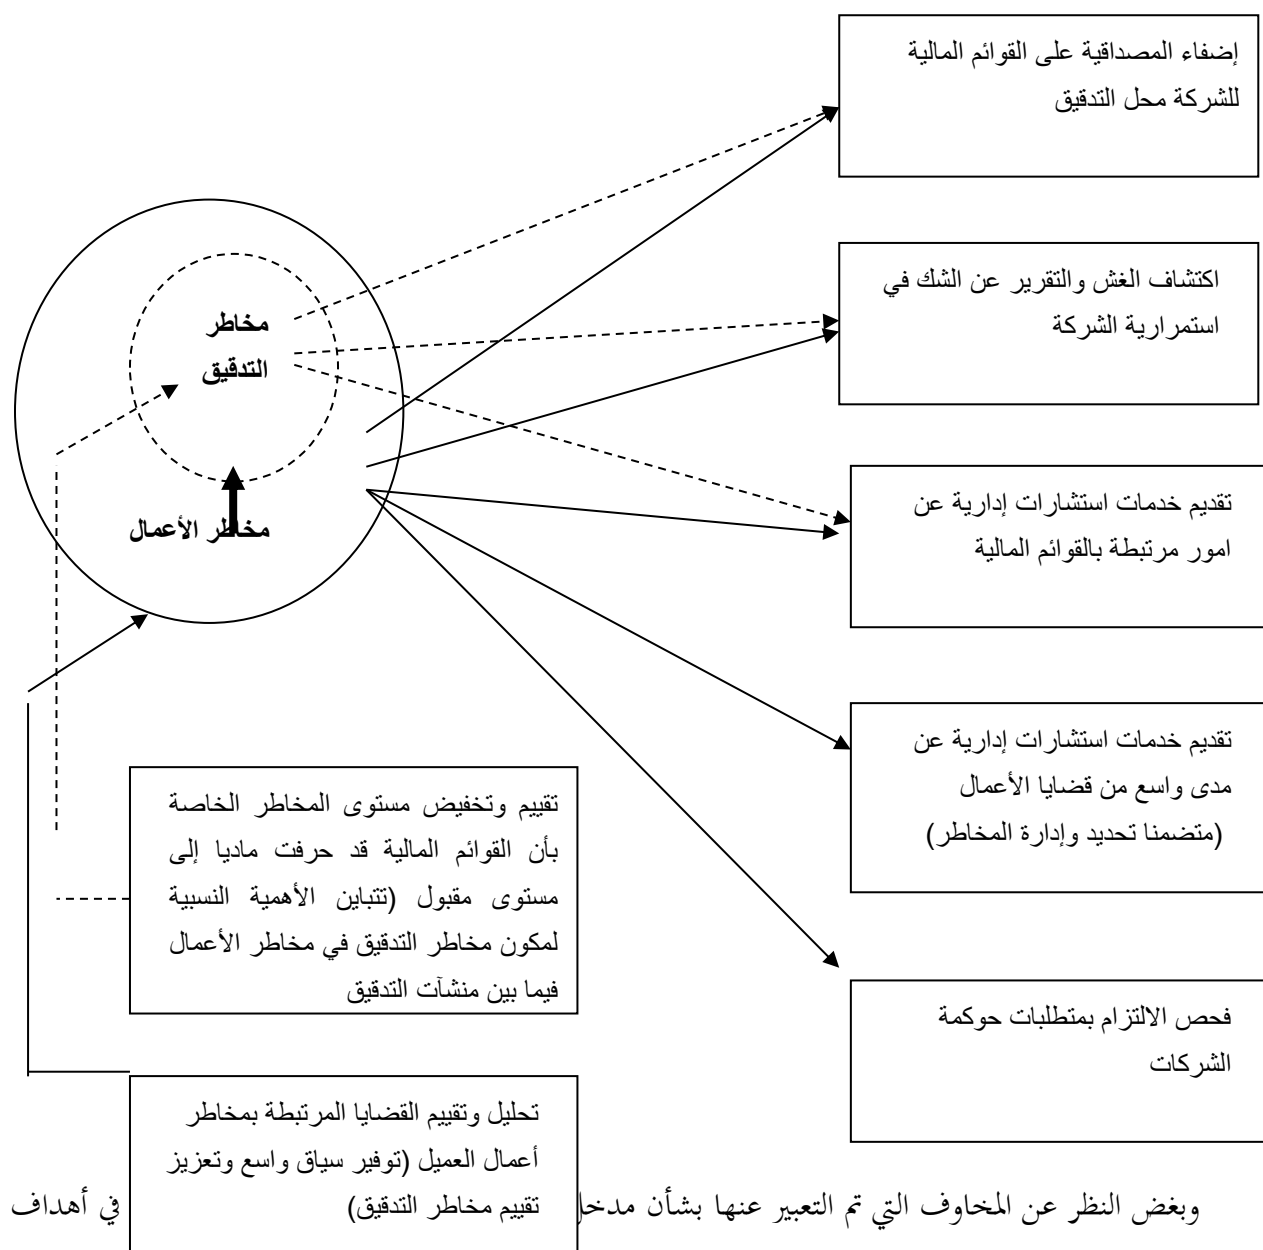 إضفاء المصداقية على القوائم المالية
للشركة محل التدقيق
اكتشاف الغش والتقرير عن الشك في
استمرارية الشركة
مخاطر
التدقيق
مخاطر الأعمال
تقديم خدمات استشارات إدارية عن
امور مرتبطة بالقوائم المالية
تقديم خدمات استشارات إدارية عن
مدى واسع من قضايا الأعمال
(متضمنا تحديد وإدارة المخاطر)
تقييم وتخفيض مستوى المخاطر الخاصة
بأن القوائم المالية قد حرفت ماديا إلى
مستوى مقبول (تتباين الأهمية النسبية
لمكون مخاطر التدقيق في مخاطر الأعمال
فيما بين منشآت التدقيق
فحص الالتزام بمتطلبات حوكمة
الشركات
تحليل وتقييم القضايا المرتبطة بمخاطر
أعمال العميل (توفير سياق واسع وتعزيز
تقييم مخاطر التدقيق)
وبغض النظر عن المخاوف التي تم التعبير عنها بشأن مدخل في أهداف